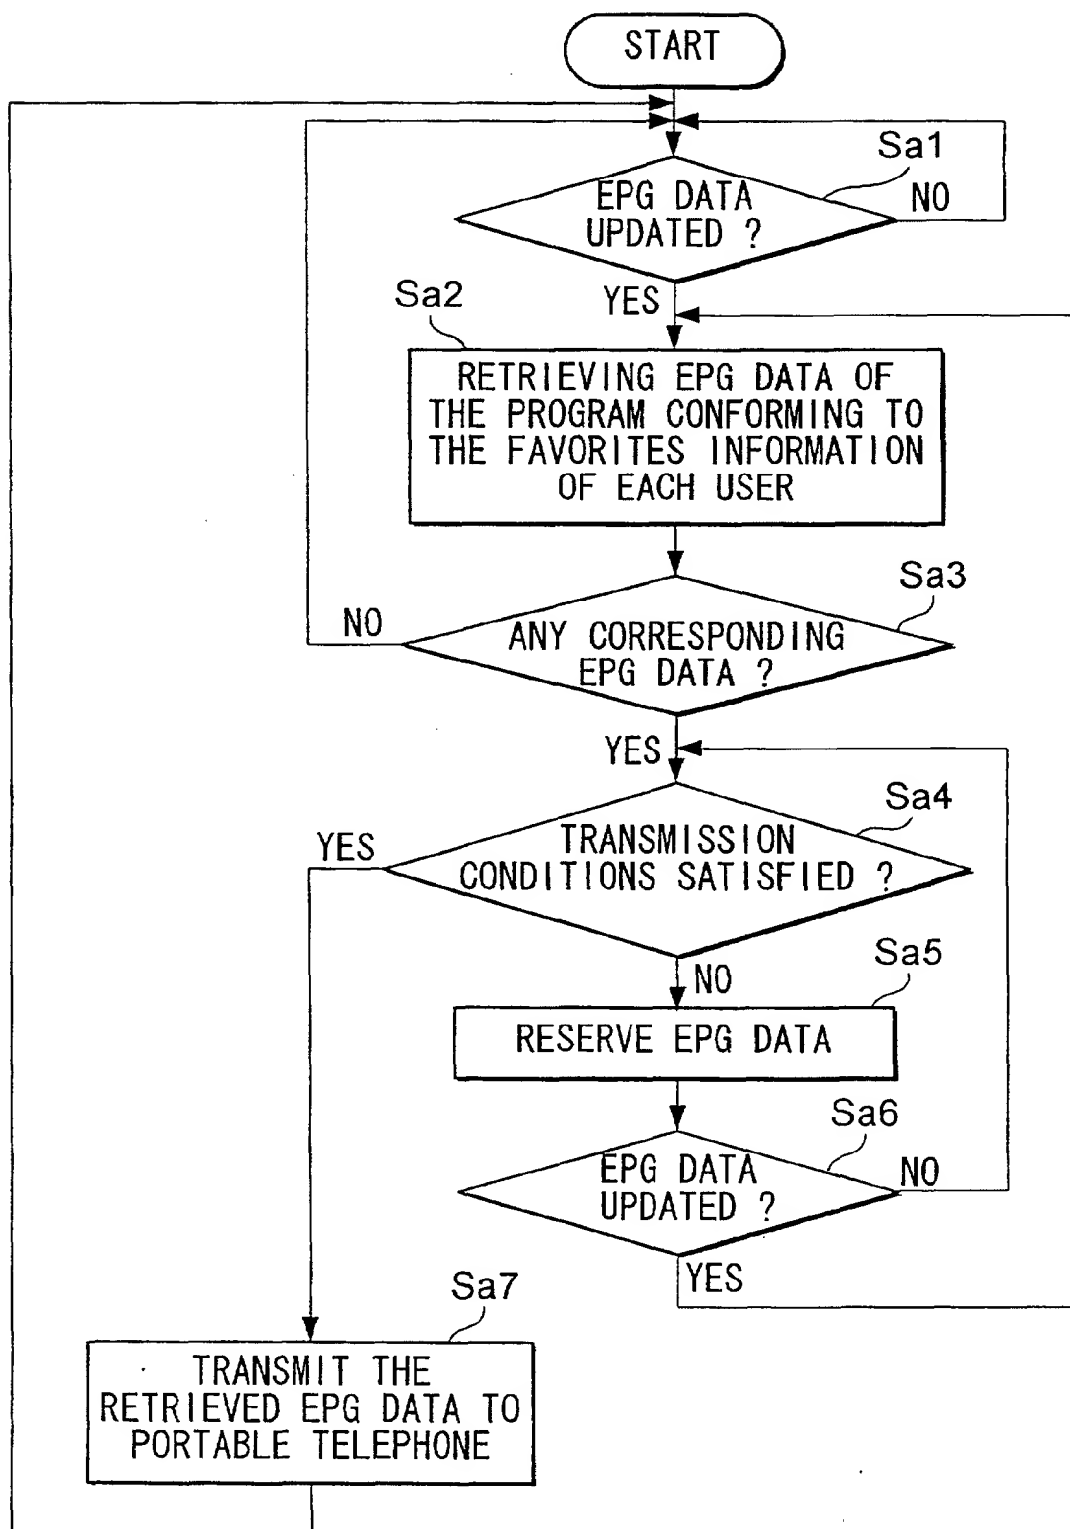 START
Sa1
EPG DATA
UPDATED ?
NO
YES
Sa2
RETRIEVING EPG DATA OF
THE PROGRAM CONFORMING TO
THE FAVORITES INFORMATION
OF EACH USER
Sa3
NO
ANY CORRESPONDING
EPG DATA ?
YES
Sa4
YES
TRANSMISSION
CONDITIONS SATISFIED ?
NO
Sa5
RESERVE EPG DATA
Sa6
EPG DATA
UPDATED ?
NO
YES
Sa7
TRANSMIT THE
RETRIEVED EPG DATA TO
PORTABLE TELEPHONE